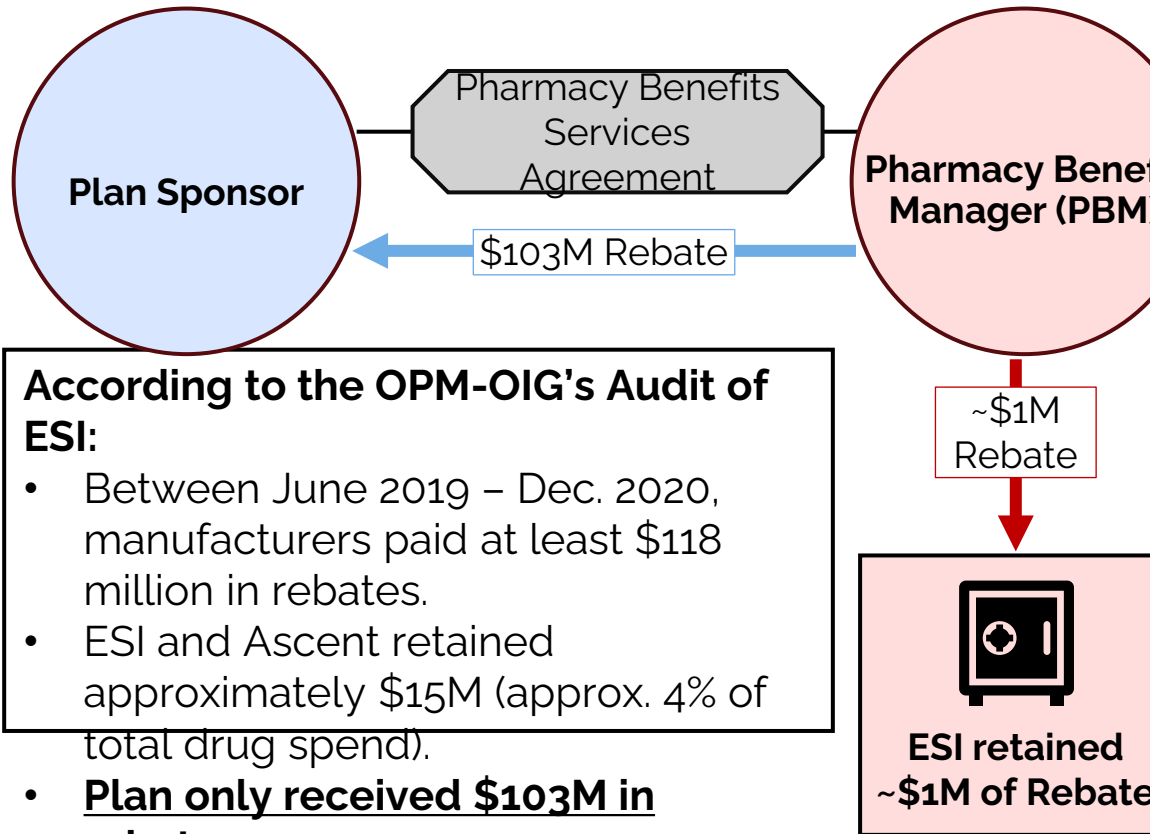 Pharmacy Benefits
Services
Agreement
Plan Sponsor
Pharmacy
Manager (PBM)
$103M Rebate
According to the OPM-OIG's Audit of
ESI:
• Between June 2019 – Dec. 2020,
manufacturers paid at least $118
million in rebates.
• ESI and Ascent retained
approximately $15M (approx. 4% of
total drug spend).
• Plan only received $103M in
~$1M
Rebate
ESI retained
~$1M of Rebate